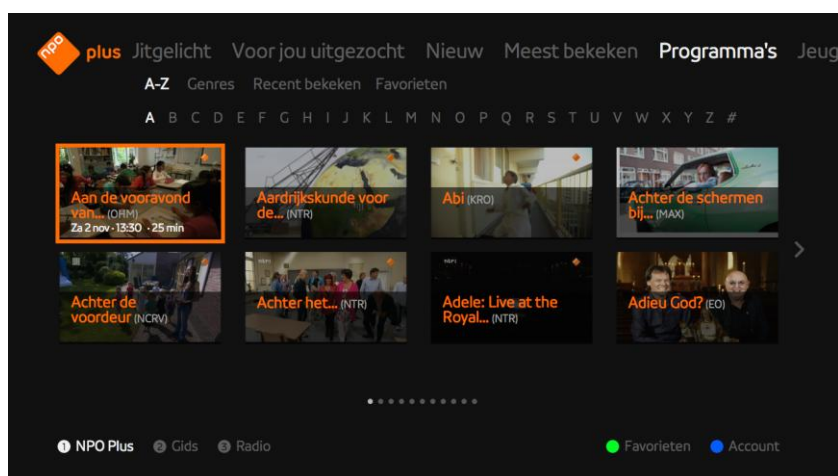 npo plus Jitgelicht Voor jou uitgezocht Nieuw Meest bekeken Programma's Jeug
A-Z Genres Recent bekeken Favorieten
A B C D E F G H I J K L M N O P Q R S T U V W X Y Z #
Aan de vooravond
van... (OHM)
Za 2 nov • 13:30 • 25 min
Aardrijkskunde voor
de... (NTR)
Abi (KRO)
Achter de schermen
bij... (MAX)
Achter de
voordeur (NCRV)
Achter het... (NTR)
Adele: Live at the
Royal... (NTR)
Adieu God? (EO)
1 NPO Plus 2 Gids 3 Radio Favorieten Account